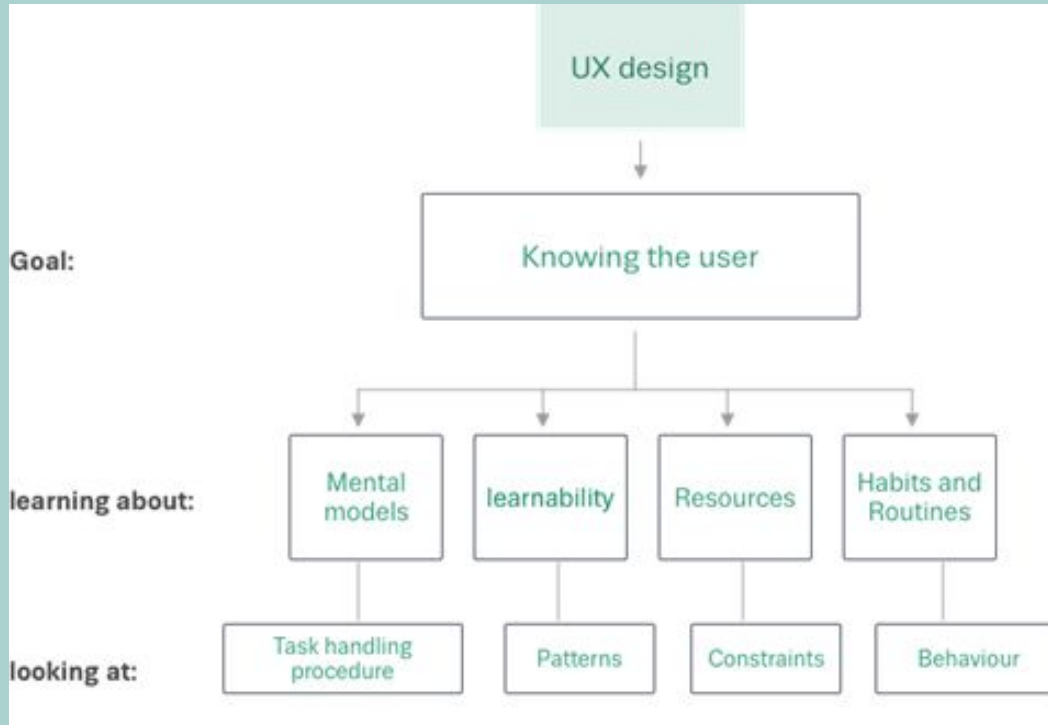 UX design
Goal:
Knowing the user
learning about:
Mental
models
learnability
Resources
Habits and
Routines
looking at:
Task handling
procedure
Patterns
Constraints
Behaviour